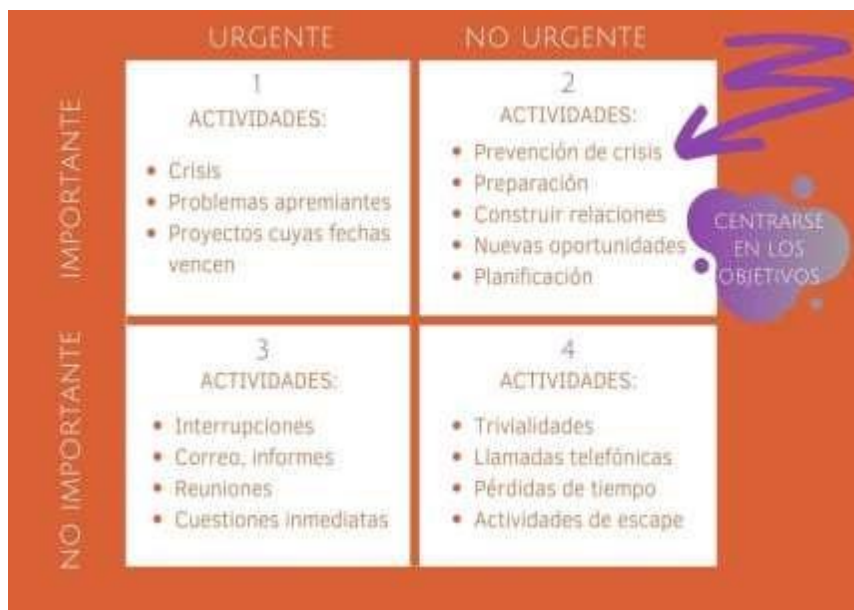 URGENTE
NO URGENTE
IMPORTANTE
1
ACTIVIDADES:
• Crisis
• Problemas apremiantes
• Proyectos cuyas fechas
vencen
2
ACTIVIDADES:
• Prevención de crisis
• Preparación
• Construir relaciones
• Nuevas oportunidades
• Planificación
CENTRARSE
EN LOS
OBJETIVOS
NO IMPORTANTE
3
ACTIVIDADES:
• Interrupciones
• Correo, informes
• Reuniones
• Cuestiones inmediatas
4
ACTIVIDADES:
• Trivialidades
• Llamadas telefónicas
• Pérdidas de tiempo
• Actividades de escape